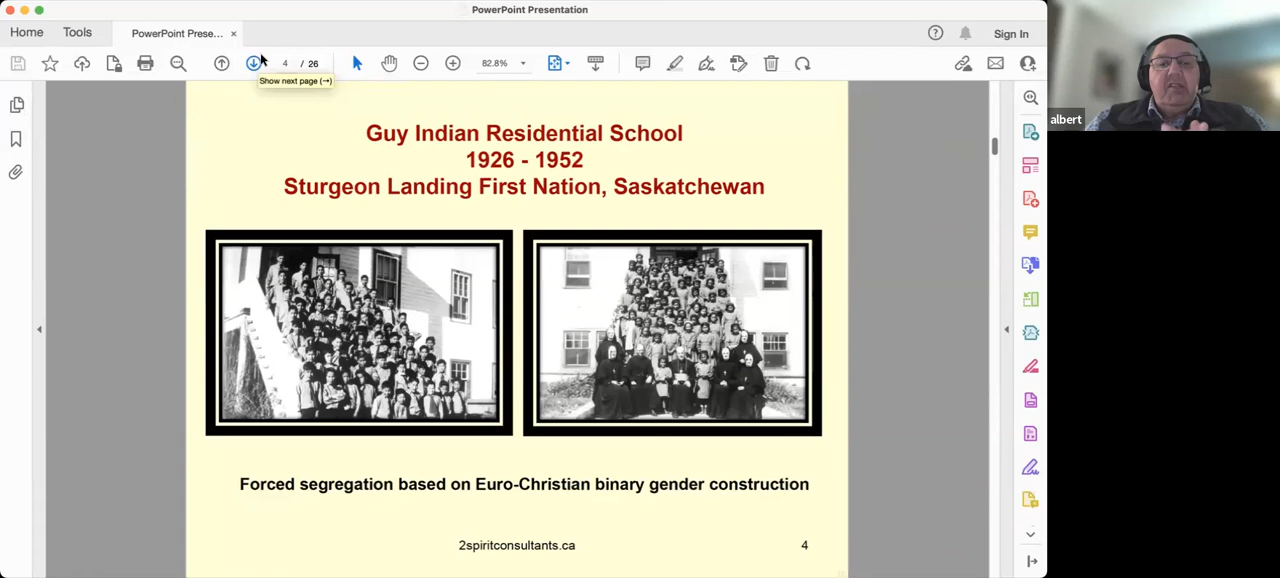 PowerPoint Presentation
Home Tools PowerPoint Prese... × Sign In
4 / 26 82.8%
Show next page (→)
albert
Guy Indian Residential School
1926 - 1952
Sturgeon Landing First Nation, Saskatchewan
Forced segregation based on Euro-Christian binary gender construction
2spiritconsultants.ca 4